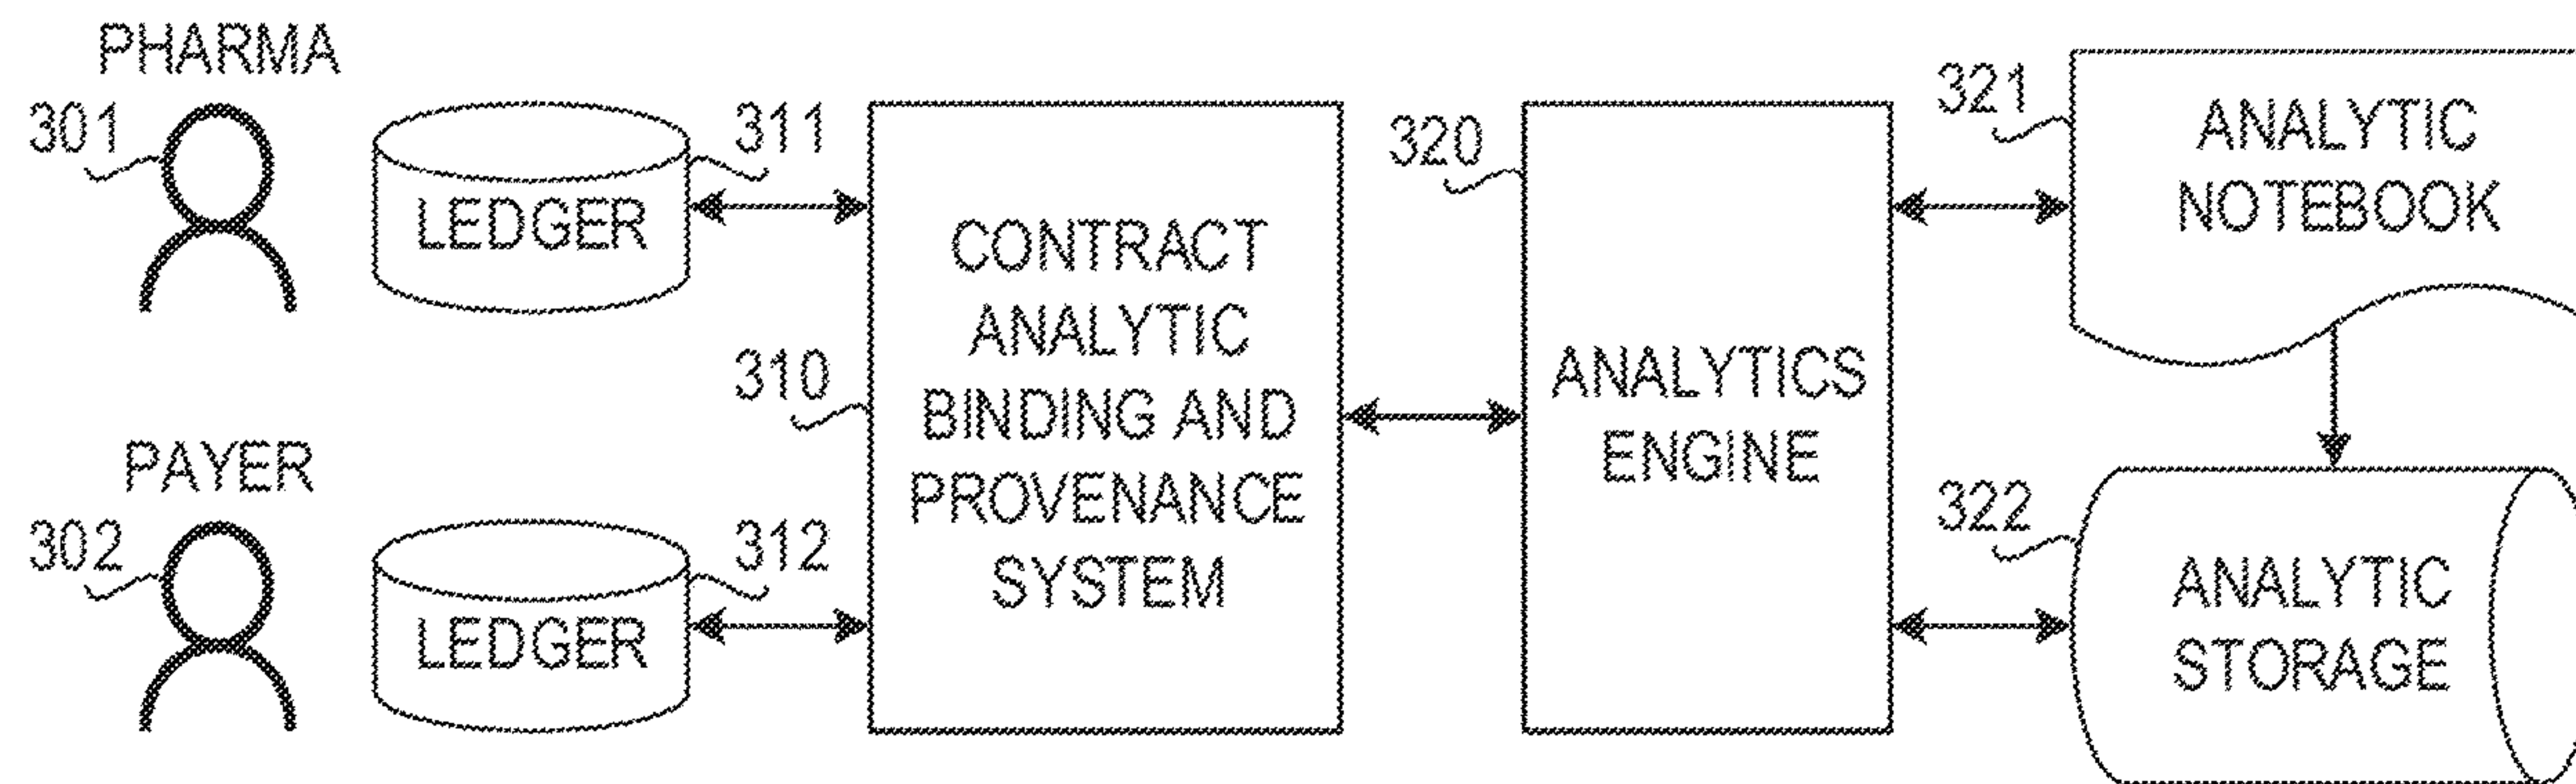 PHARMA
301
LEDGER
311
PAYER
302
LEDGER
312
310
CONTRACT
ANALYTIC
BINDING AND
PROVENANCE
SYSTEM
320
ANALYTICS
ENGINE
321
ANALYTIC
NOTEBOOK
322
ANALYTIC
STORAGE